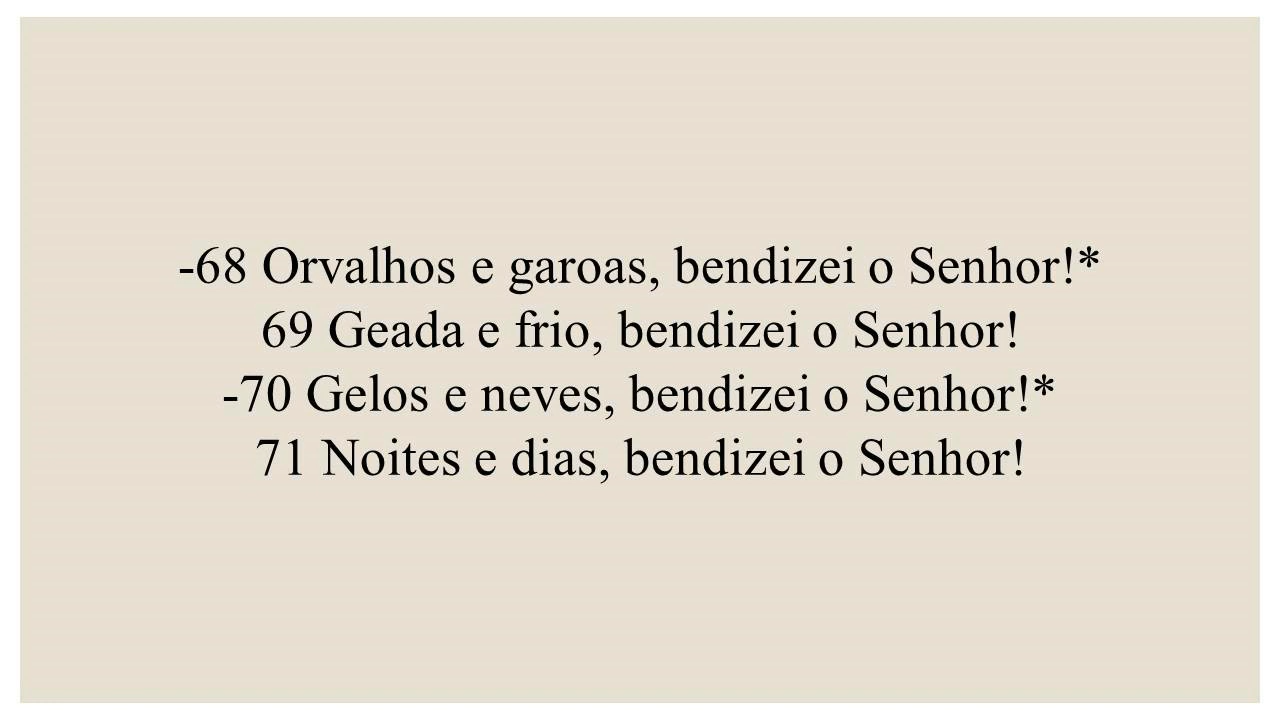 -68 Orvalhos e garoas, bendizei o Senhor!*
69 Geada e frio, bendizei o Senhor!
-70 Gelos e neves, bendizei o Senhor!*
71 Noites e dias, bendizei o Senhor!